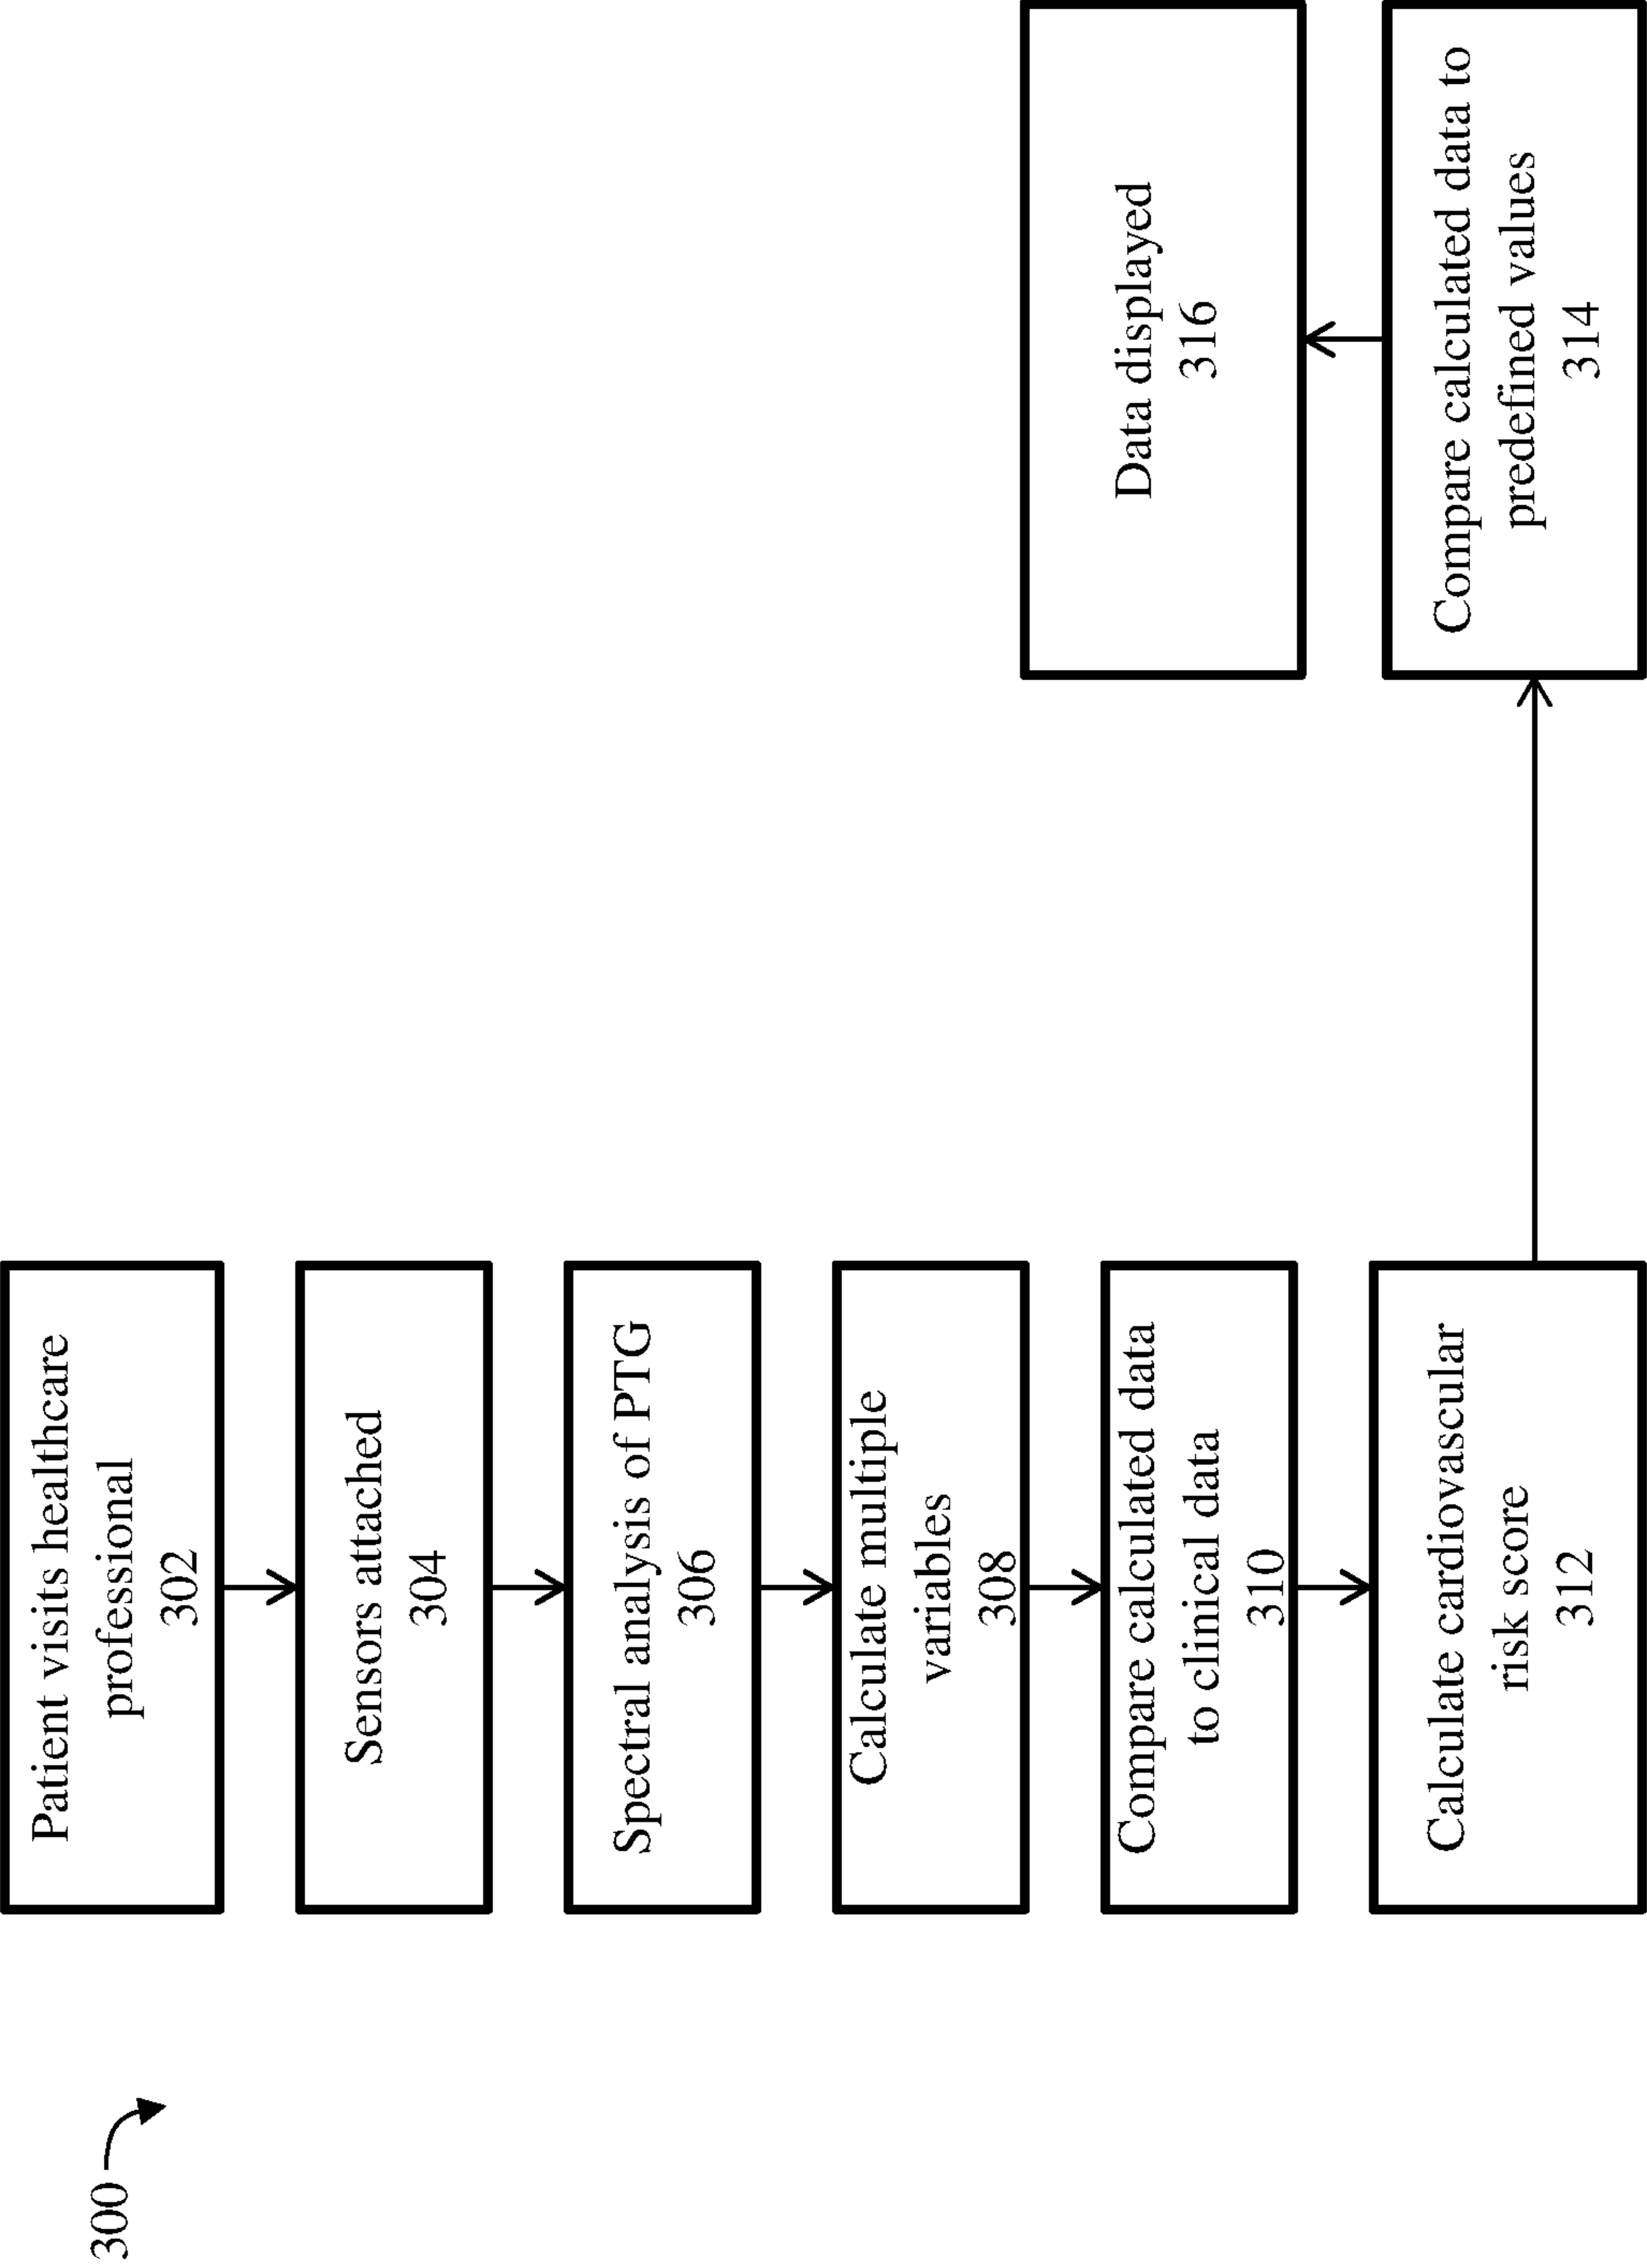 300
Patient visits healthcare
professional
302
Sensors attached
304
Spectral analysis of PTG
306
Calculate multiple
variables
308
Compare calculated data
to clinical data
310
Calculate cardiovascular
risk score
312
Compare calculated data to
predefined values
314
Data displayed
316